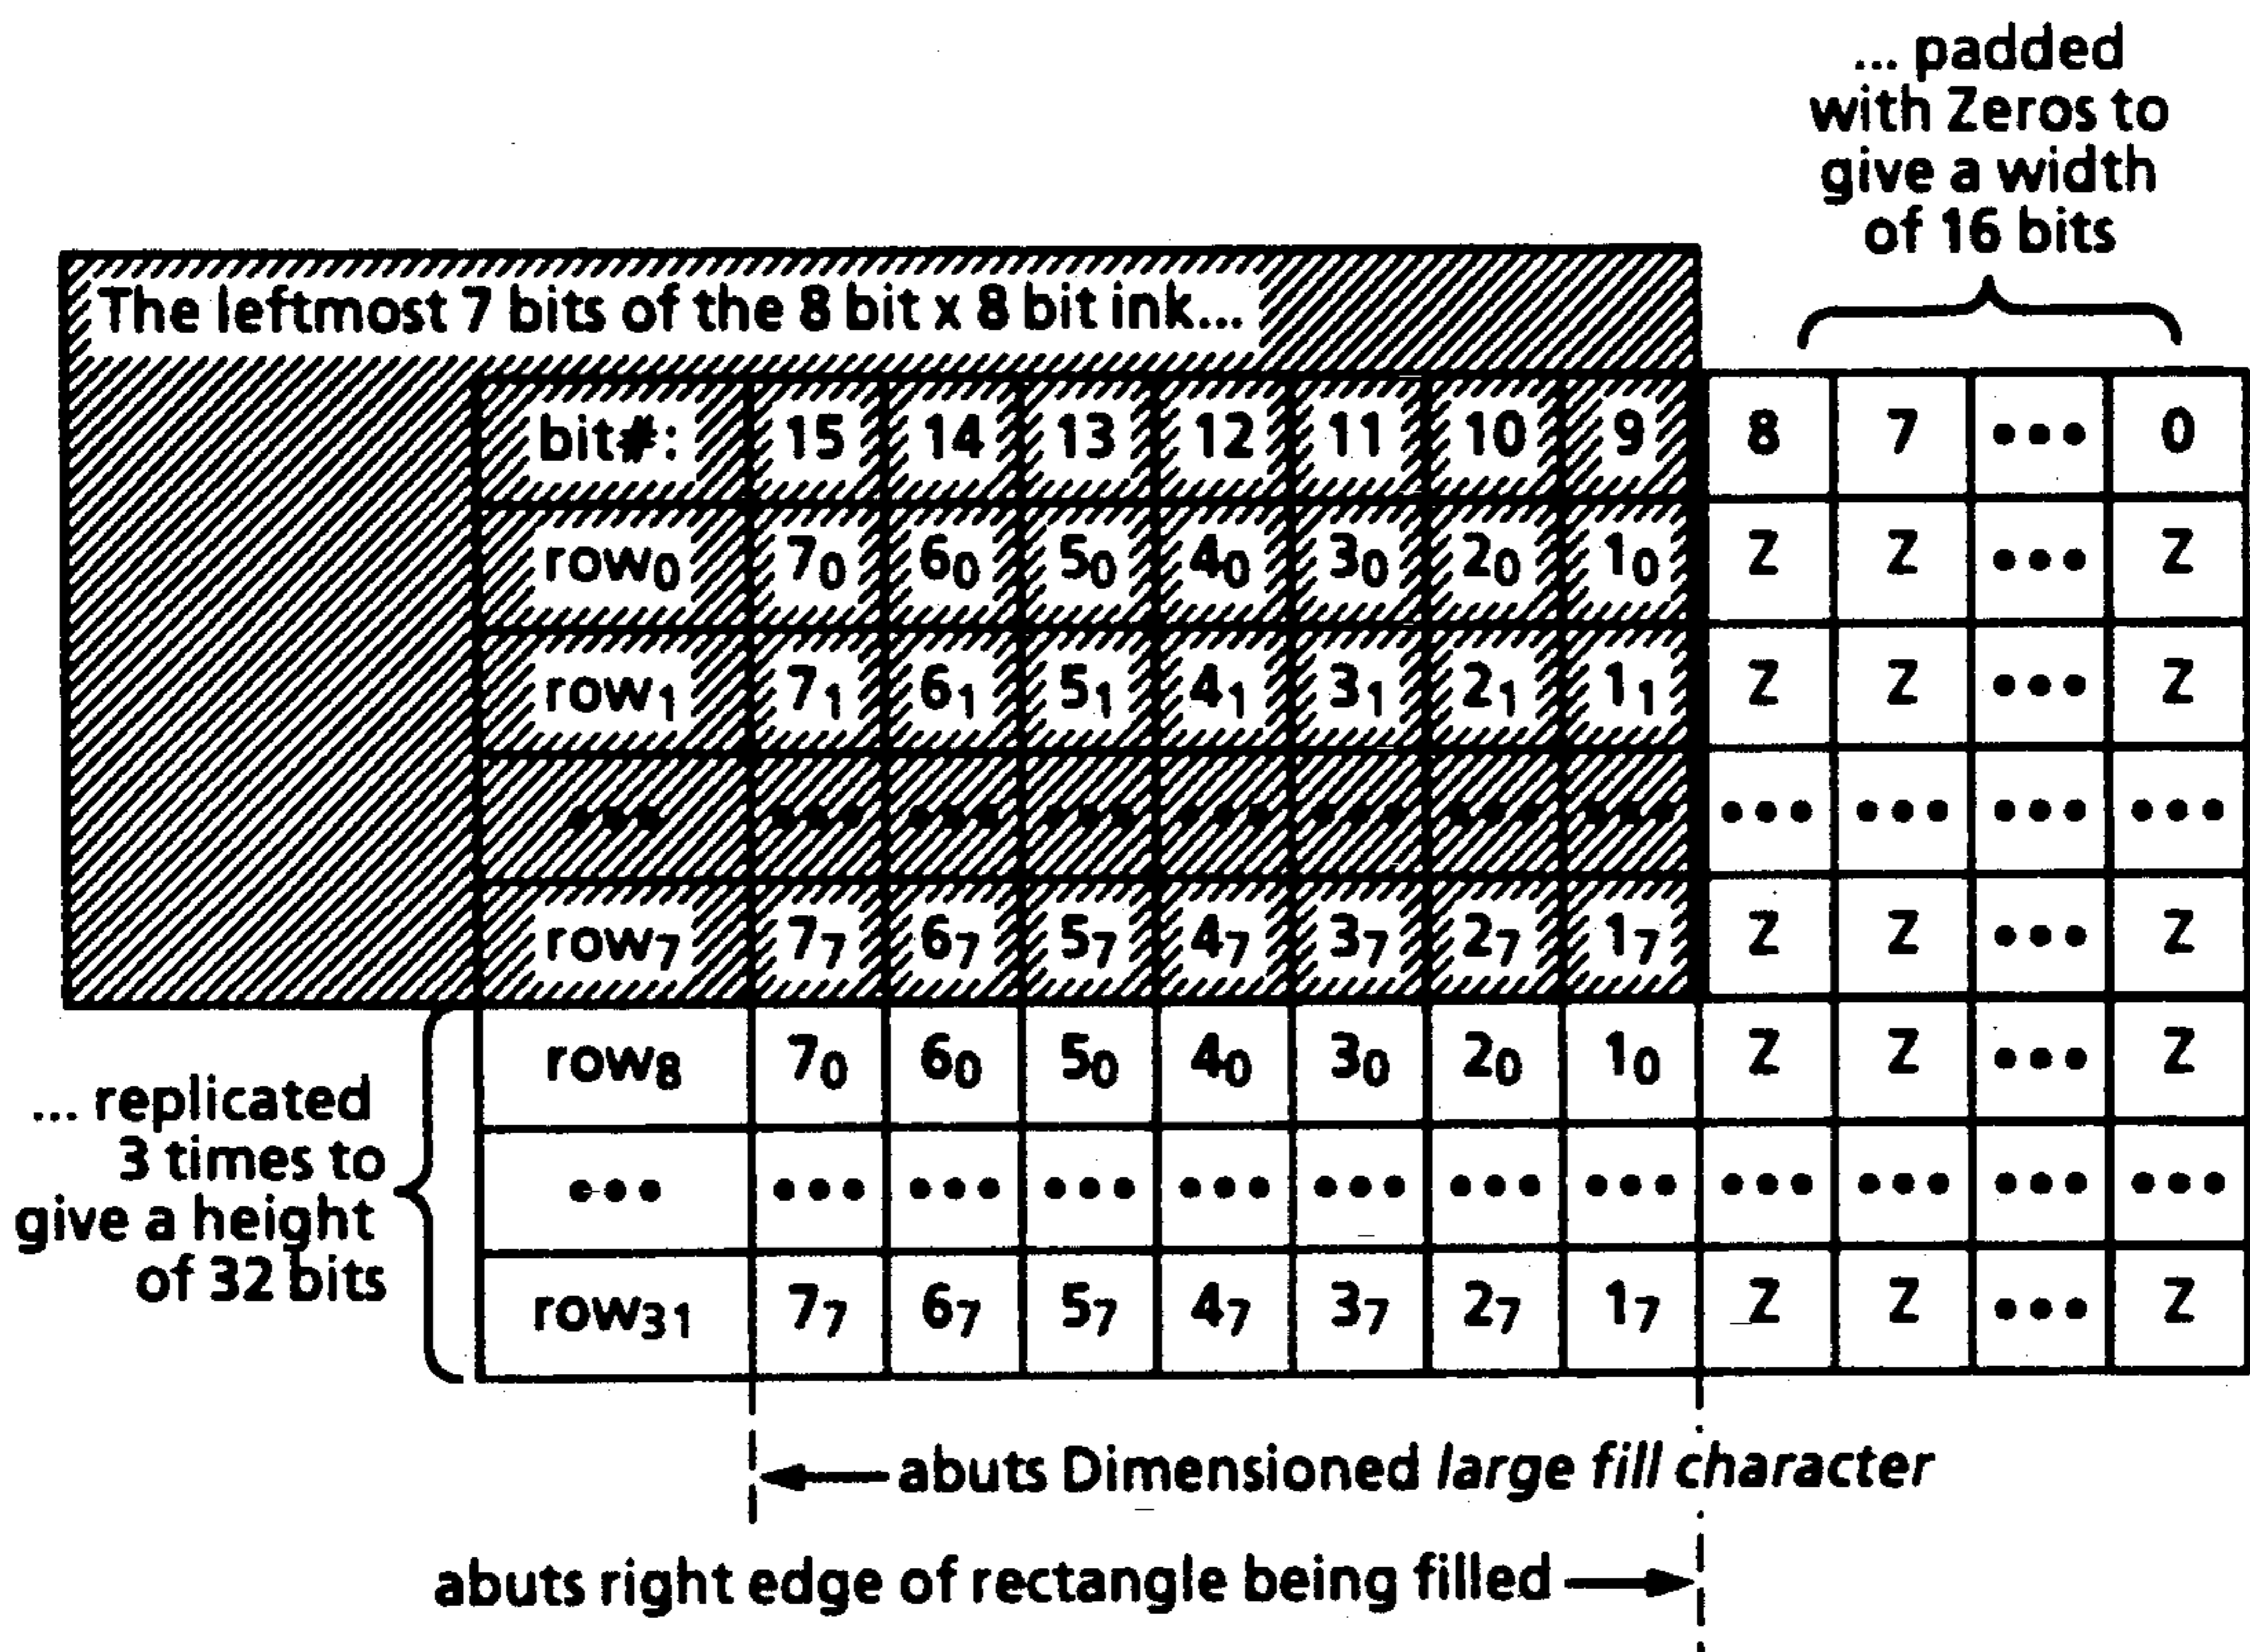 ... padded
with Zeros to
give a width
of 16 bits
The leftmost 7 bits of the 8 bit x 8 bit ink...
bit#: 15 14 13 12 11 10 9 8 7 ••• 0
row₀ 7₀ 6₀ 5₀ 4₀ 3₀ 2₀ 1₀ Z Z ••• Z
row₁ 7₁ 6₁ 5₁ 4₁ 3₁ 2₁ 1₁ Z Z ••• Z
••• ••• ••• ••• ••• ••• ••• ••• ••• ••• ••• •••
row₇ 7₇ 6₇ 5₇ 4₇ 3₇ 2₇ 1₇ Z Z ••• Z
row₈ 7₀ 6₀ 5₀ 4₀ 3₀ 2₀ 1₀ Z Z ••• Z
••• ••• ••• ••• ••• ••• ••• ••• ••• ••• ••• •••
row₃₁ 7₇ 6₇ 5₇ 4₇ 3₇ 2₇ 1₇ Z Z ••• Z
... replicated
3 times to
give a height
of 32 bits
abuts Dimensioned large fill character
abuts right edge of rectangle being filled